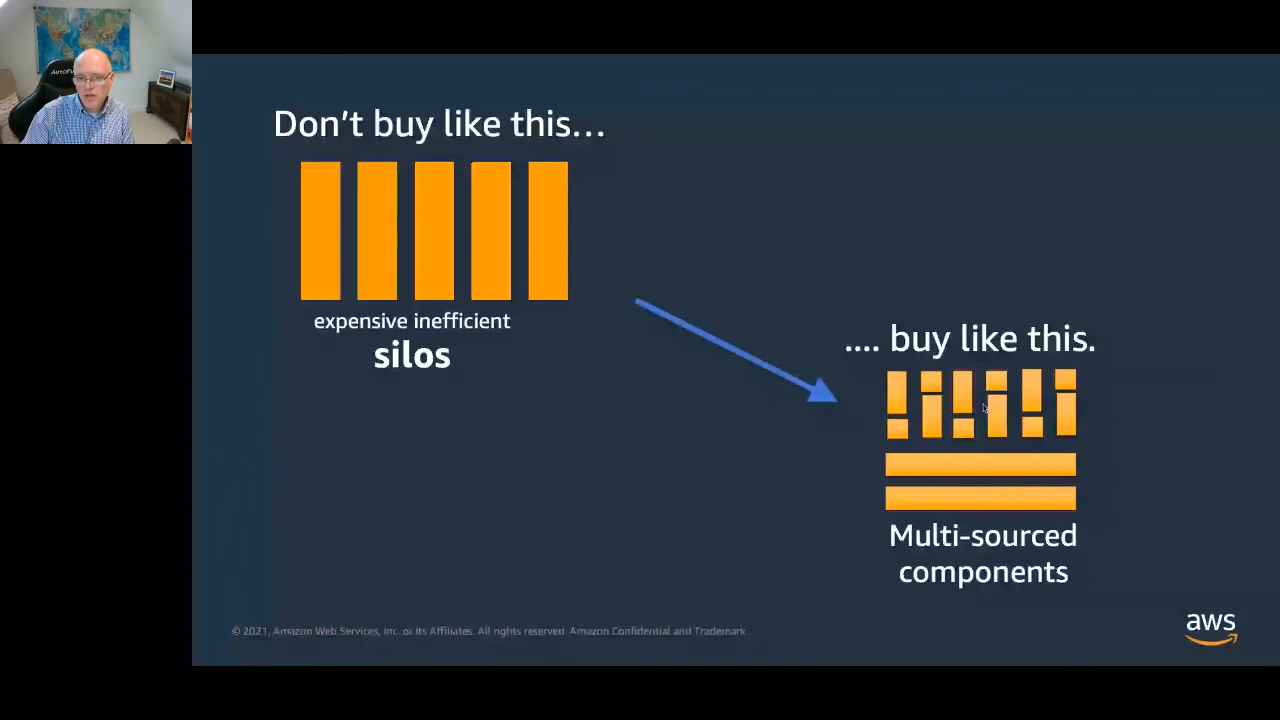 Don't buy like this…
expensive inefficient
silos
.... buy like this.
Multi-sourced
components
© 2021, Amazon Web Services, Inc. or its Affiliates. All rights reserved. Amazon Confidential and Trademark.
aws